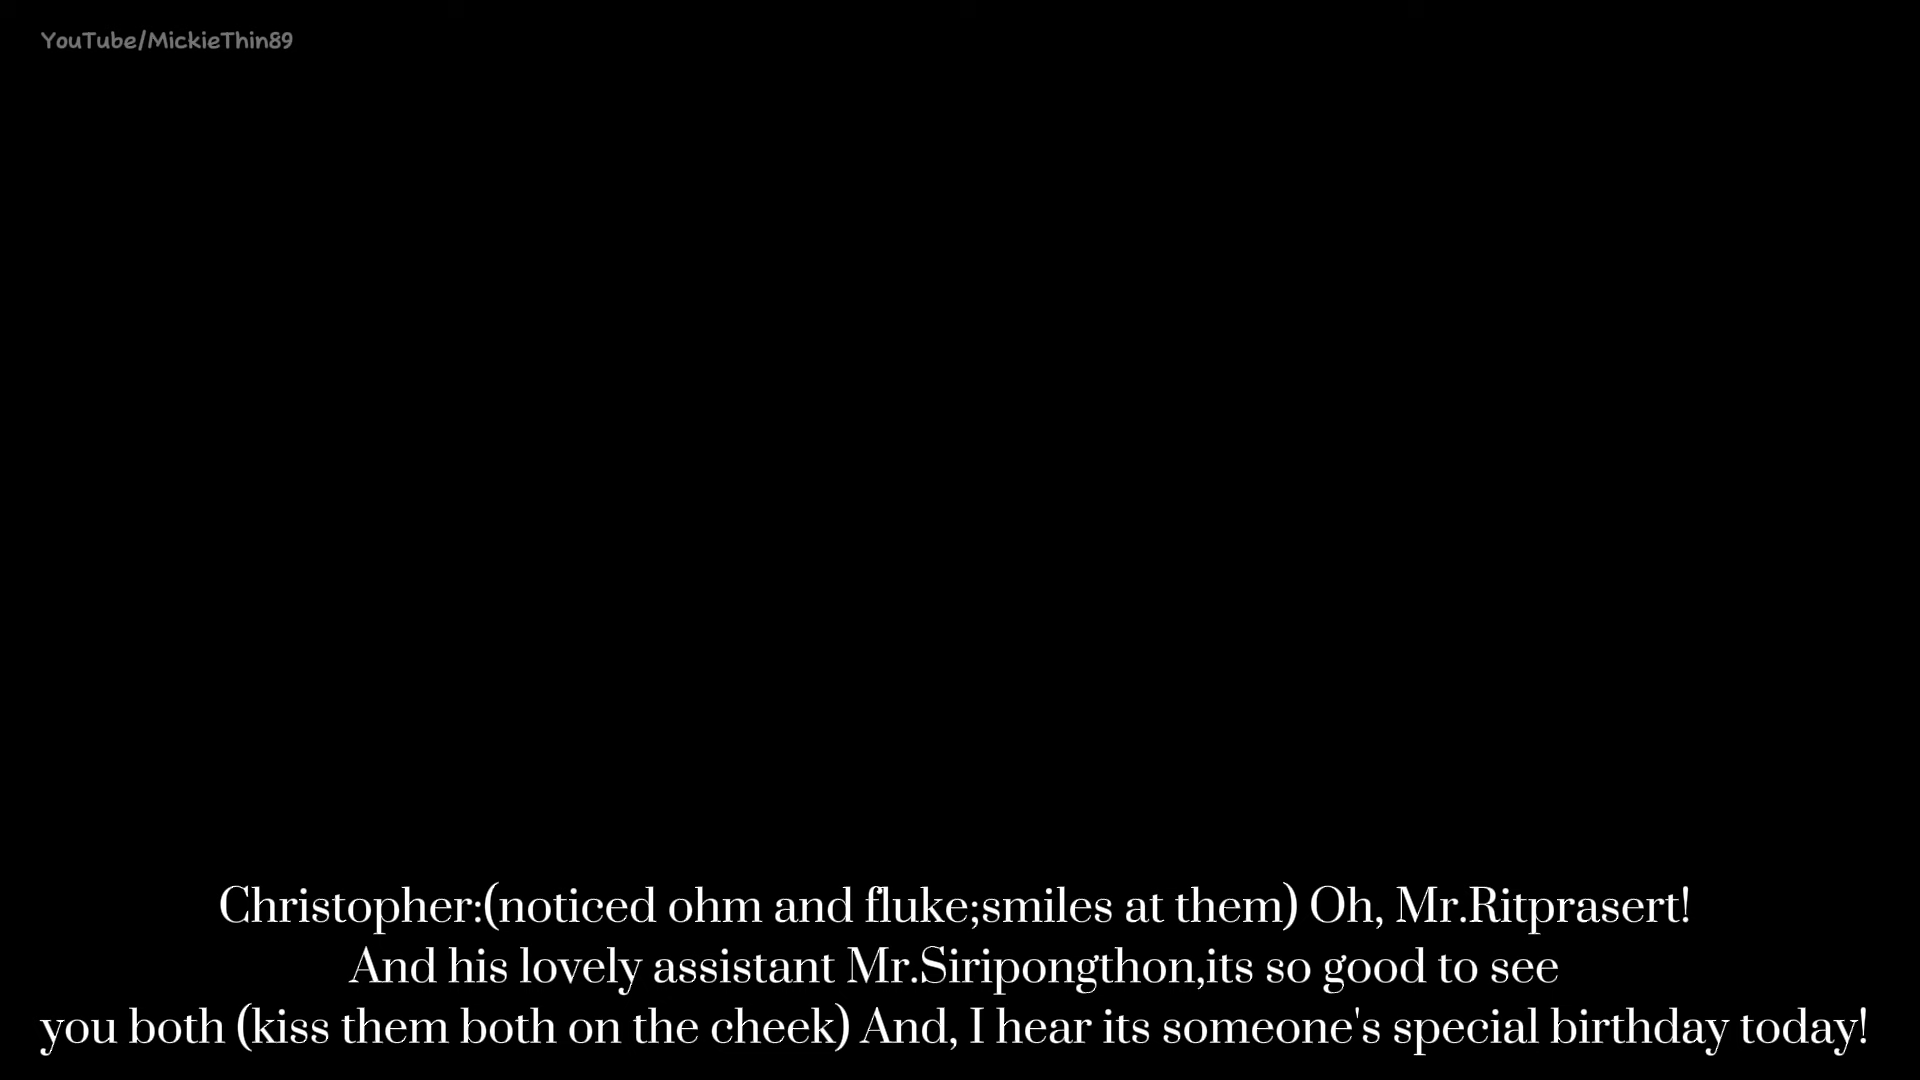 YouTube/MickieThin89
Christopher:(noticed ohm and fluke;smiles at them) Oh, Mr.Ritprasert!
And his lovely assistant Mr.Siripongthon,its so good to see
you both (kiss them both on the cheek) And, I hear its someone's special birthday today!